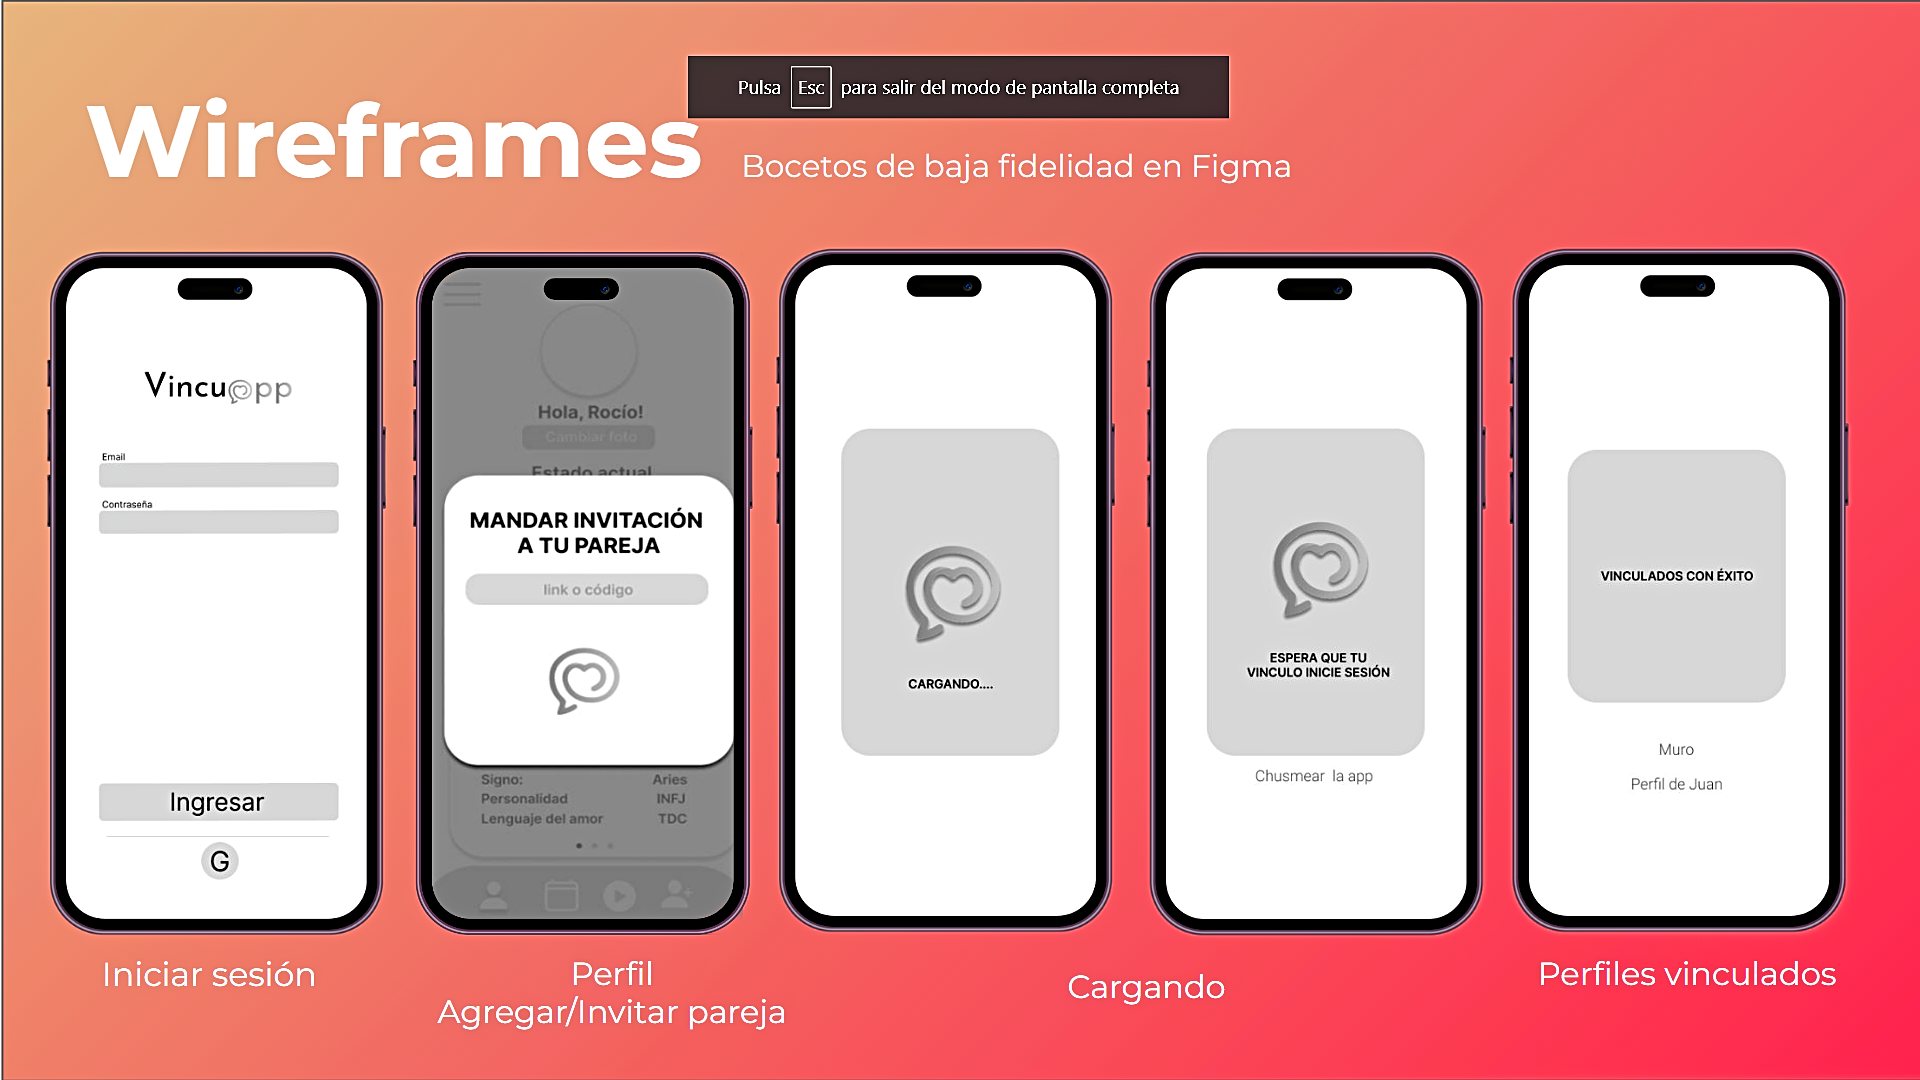 Pulsa Esc para salir del modo de pantalla completa
Wireframes
Bocetos de baja fidelidad en Figma
Vincuapp
Email
Contraseña
Ingresar
G
Iniciar sesión
Hola, Rocío!
Cambiar foto
Estado actual
MANDAR INVITACIÓN
A TU PAREJA
link o código
Signo: Aries
Personalidad INFJ
Lenguaje del amor TDC
Perfil
Agregar/Invitar pareja
CARGANDO....
ESPERA QUE TU
VINCULO INICIE SESIÓN
Chusmear la app
Cargando
VINCULADOS CON ÉXITO
Muro
Perfil de Juan
Perfiles vinculados